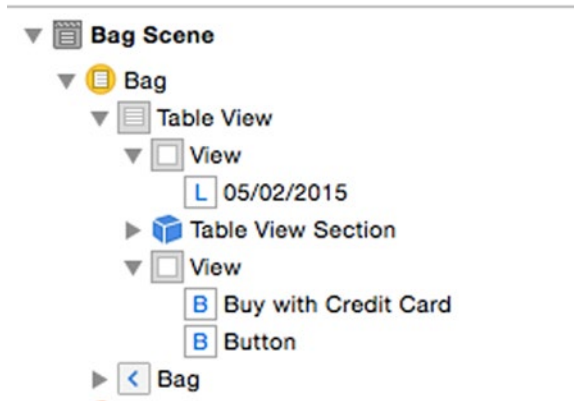 Bag Scene
Bag
Table View
View
L 05/02/2015
Table View Section
View
B Buy with Credit Card
B Button
Bag